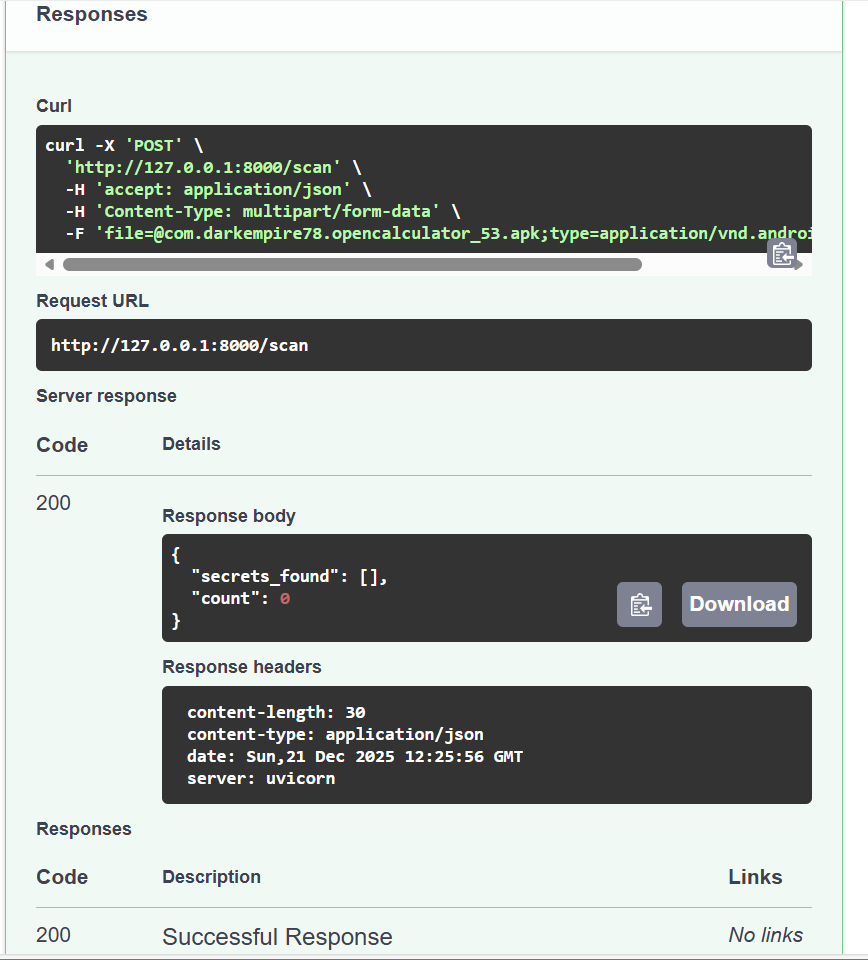 Responses
Curl
curl -X 'POST' \
'http://127.0.0.1:8000/scan' \
-H 'accept: application/json' \
-H 'Content-Type: multipart/form-data' \
-F 'file=@com.darkempire78.opencalculator_53.apk;type=application/vnd.androi
Request URL
http://127.0.0.1:8000/scan
Server response
Code Details
200
Response body
{
"secrets_found": [],
"count": 0
}
Download
Response headers
content-length: 30
content-type: application/json
date: Sun,21 Dec 2025 12:25:56 GMT
server: uvicorn
Responses
Code Description Links
200 Successful Response No links